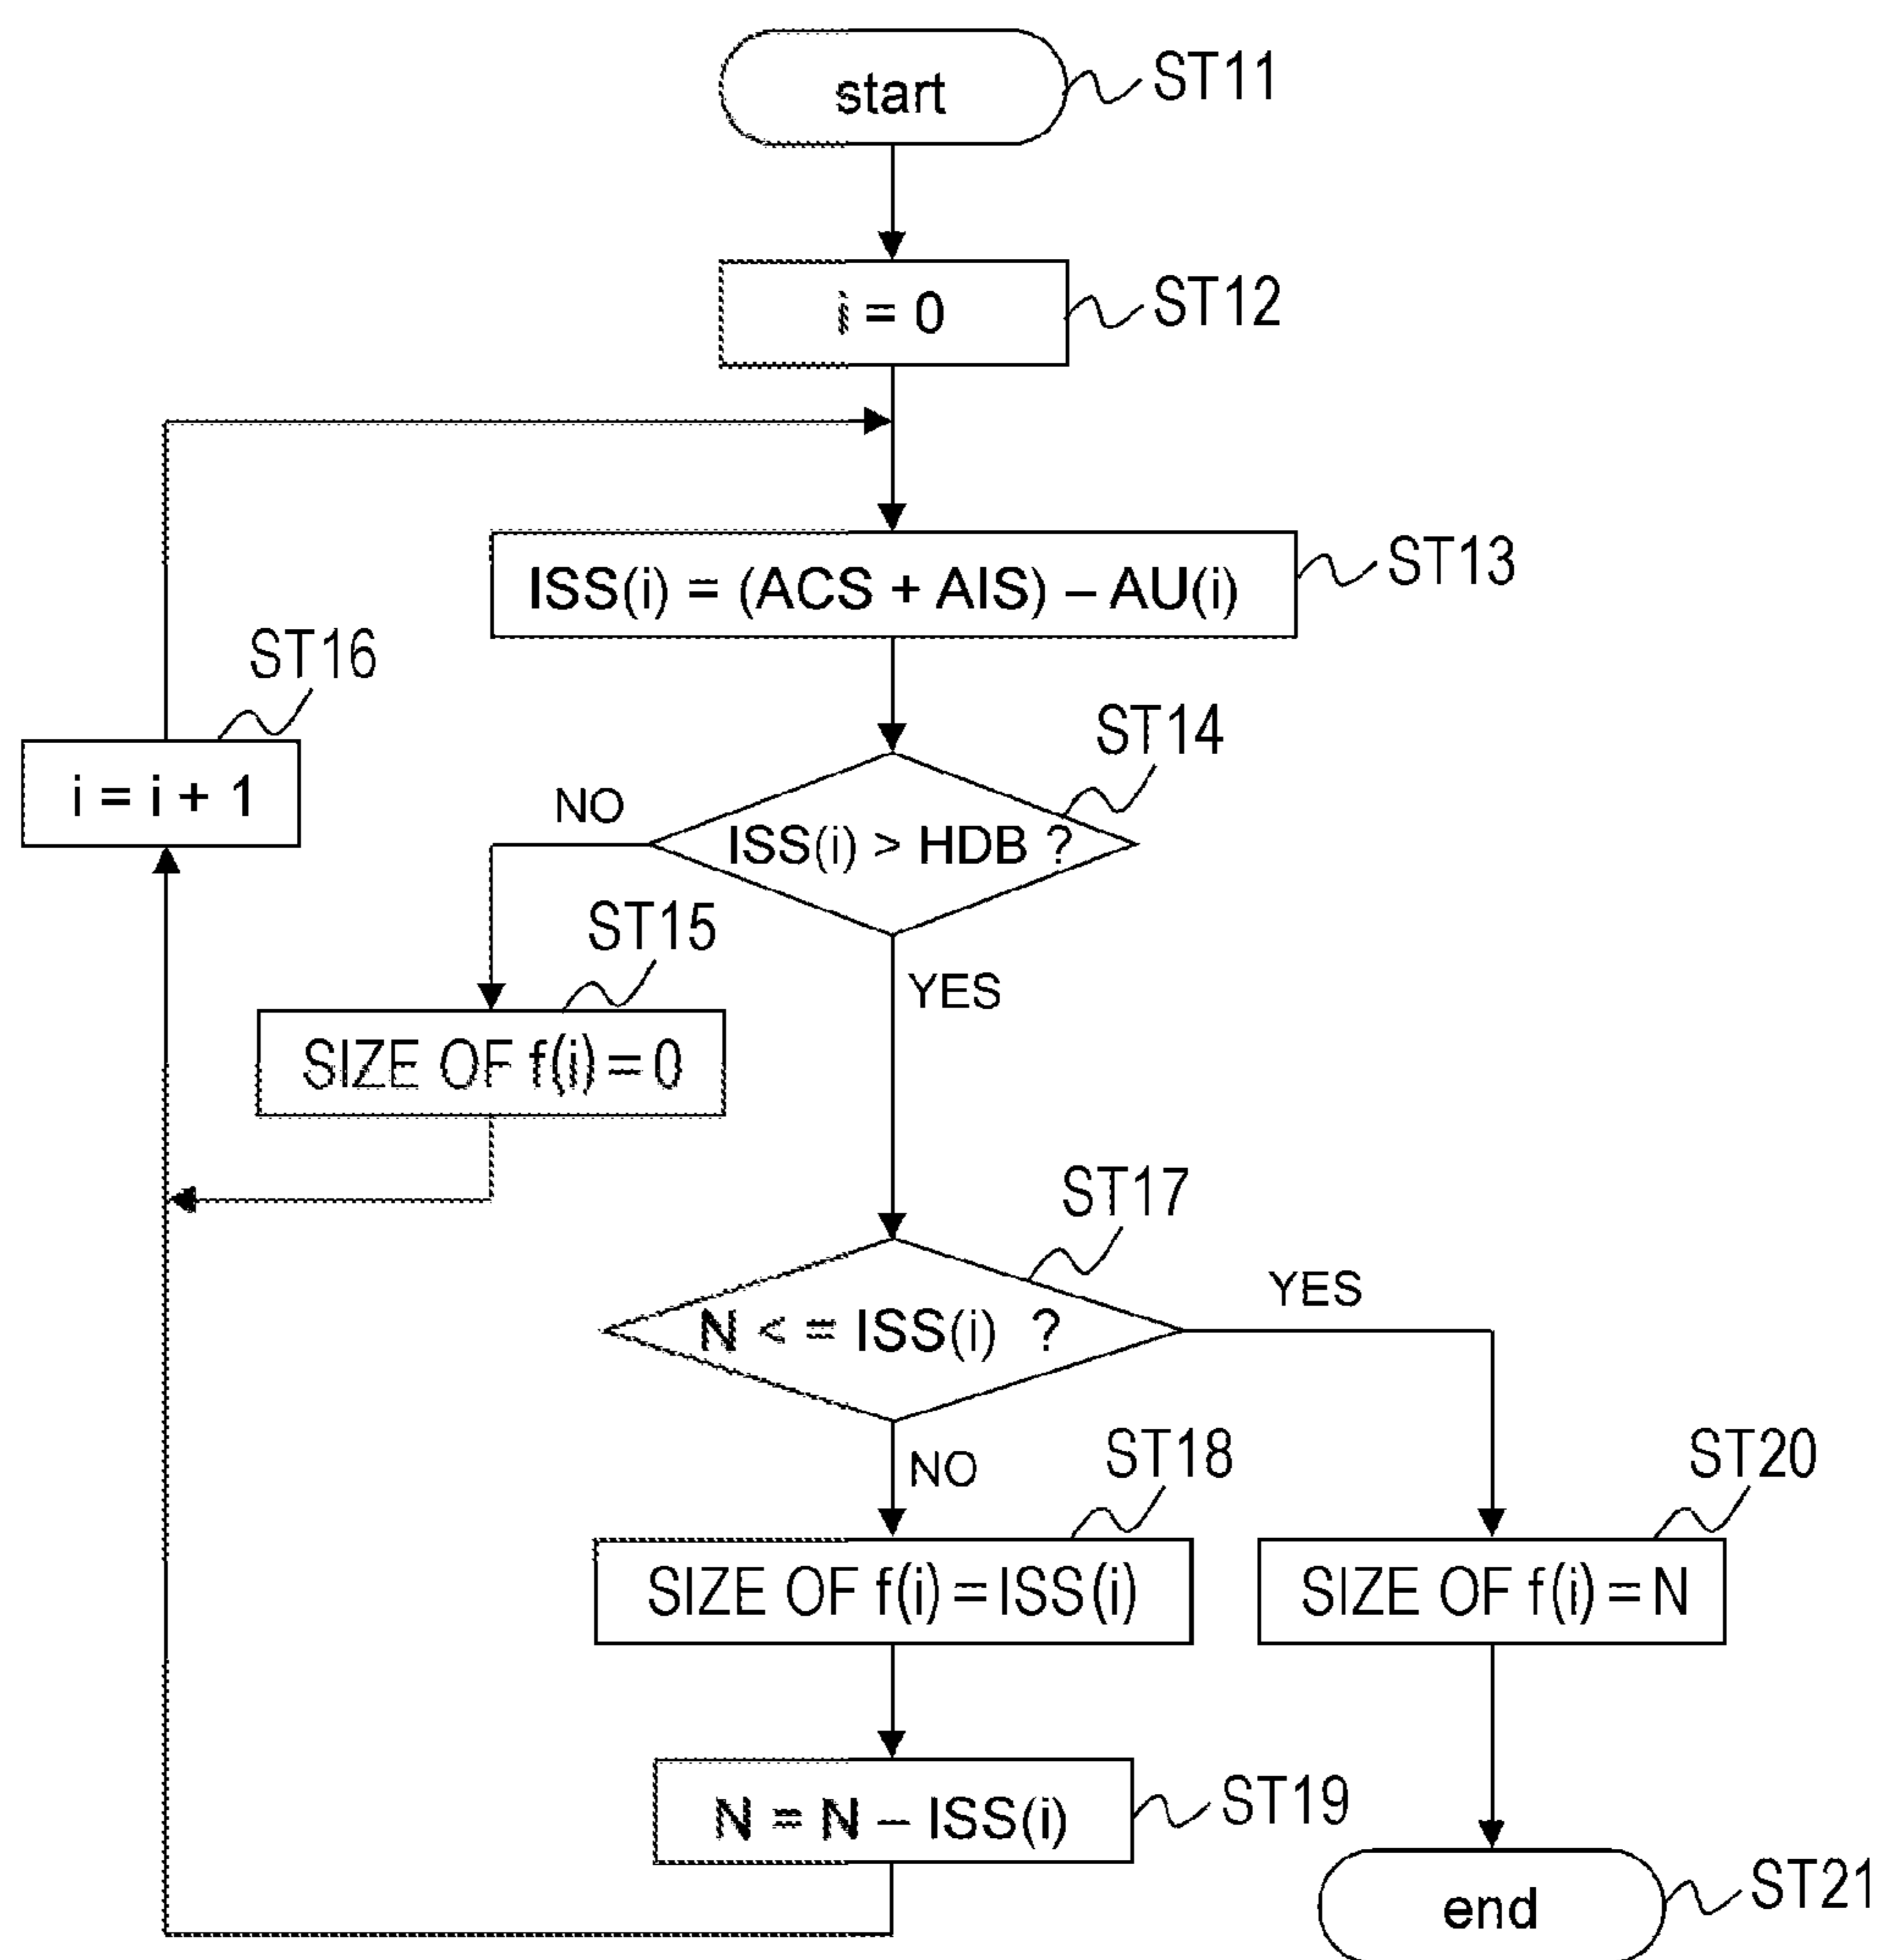 start
ST11
i = 0
ST12
ISS(i) = (ACS + AIS) – AU(i)
ST13
ST16
i = i + 1
ST14
NO
ISS(i) > HDB ?
ST15
YES
SIZE OF f(i) = 0
ST17
YES
N < = ISS(i) ?
NO
ST18
ST20
SIZE OF f(i) = ISS(i)
SIZE OF f(i) = N
N = N – ISS(i)
ST19
end
ST21